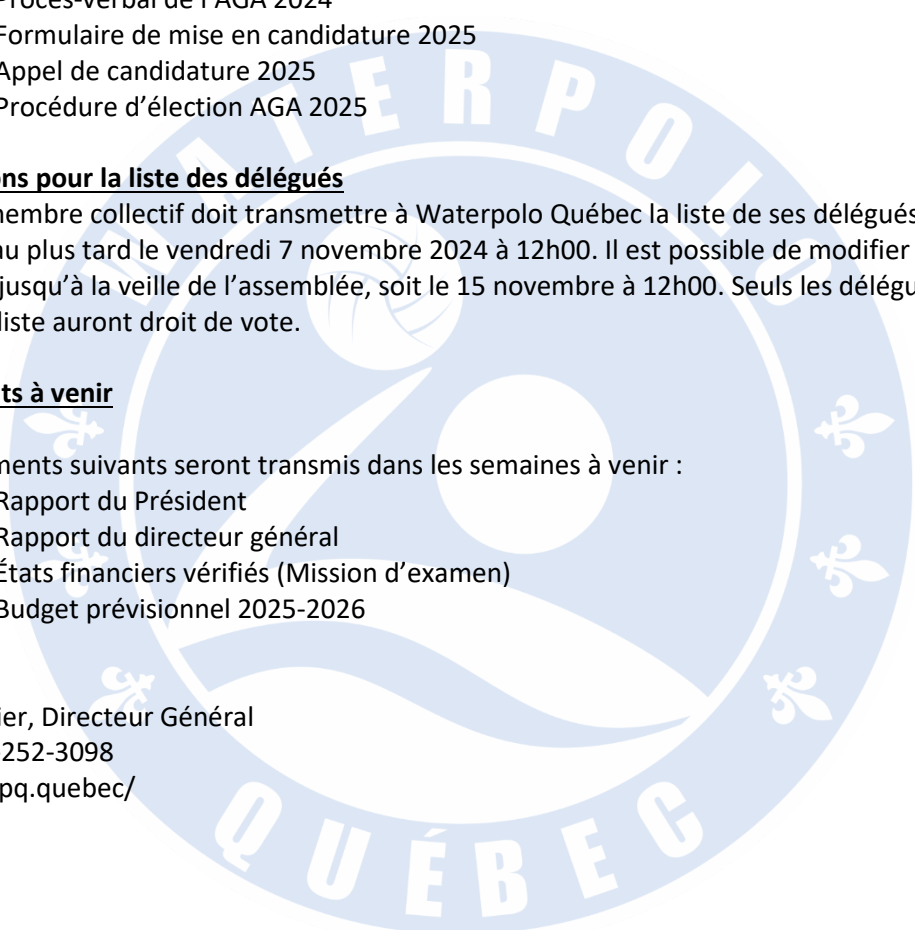 Procès-verbal de l'AGA 2024
Formulaire de mise en candidature 2025
Appel de candidature 2025
Procédure d'élection AGA 2025
ons pour la liste des délégués
membre collectif doit transmettre à Waterpolo Québec la liste de ses délégués
au plus tard le vendredi 7 novembre 2024 à 12h00. Il est possible de modifier
jusqu'à la veille de l'assemblée, soit le 15 novembre à 12h00. Seuls les délégu
liste auront droit de vote.
ts à venir
ments suivants seront transmis dans les semaines à venir :
Rapport du Président
Rapport du directeur général
États financiers vérifiés (Mission d'examen)
Budget prévisionnel 2025-2026
ier, Directeur Général
252-3098
pq.quebec/
WATERPOLO
QUÉBEC